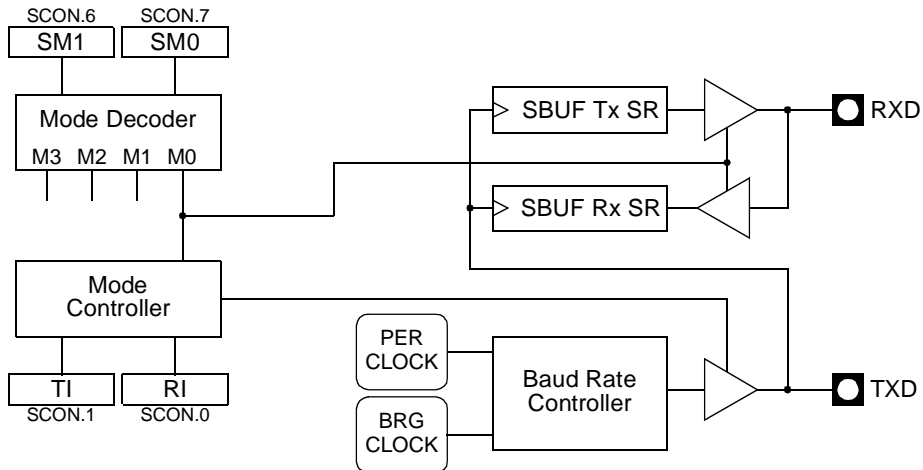 SCON.6 SCON.7
SM1 SM0
Mode Decoder
M3 M2 M1 M0
SBUF Tx SR
RXD
SBUF Rx SR
Mode
Controller
TI RI
SCON.1 SCON.0
PER
CLOCK
BRG
CLOCK
Baud Rate
Controller
TXD